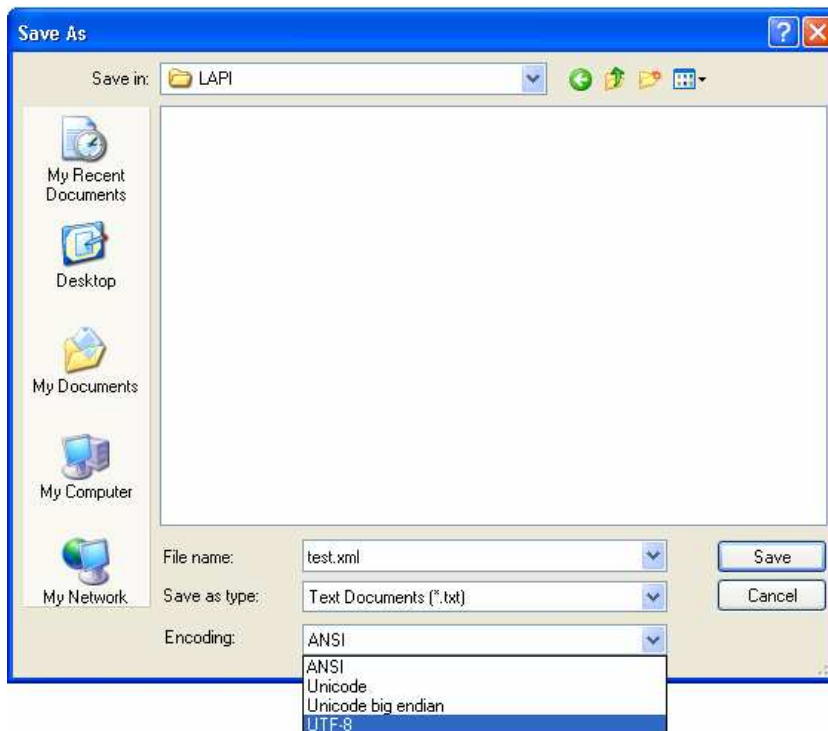 Save As
Save in: LAPI
My Recent
Documents
Desktop
My Documents
My Computer
My Network
File name: test.xml Save
Save as type: Text Documents (*.txt) Cancel
Encoding: ANSI
ANSI
Unicode
Unicode big endian
UTF-8